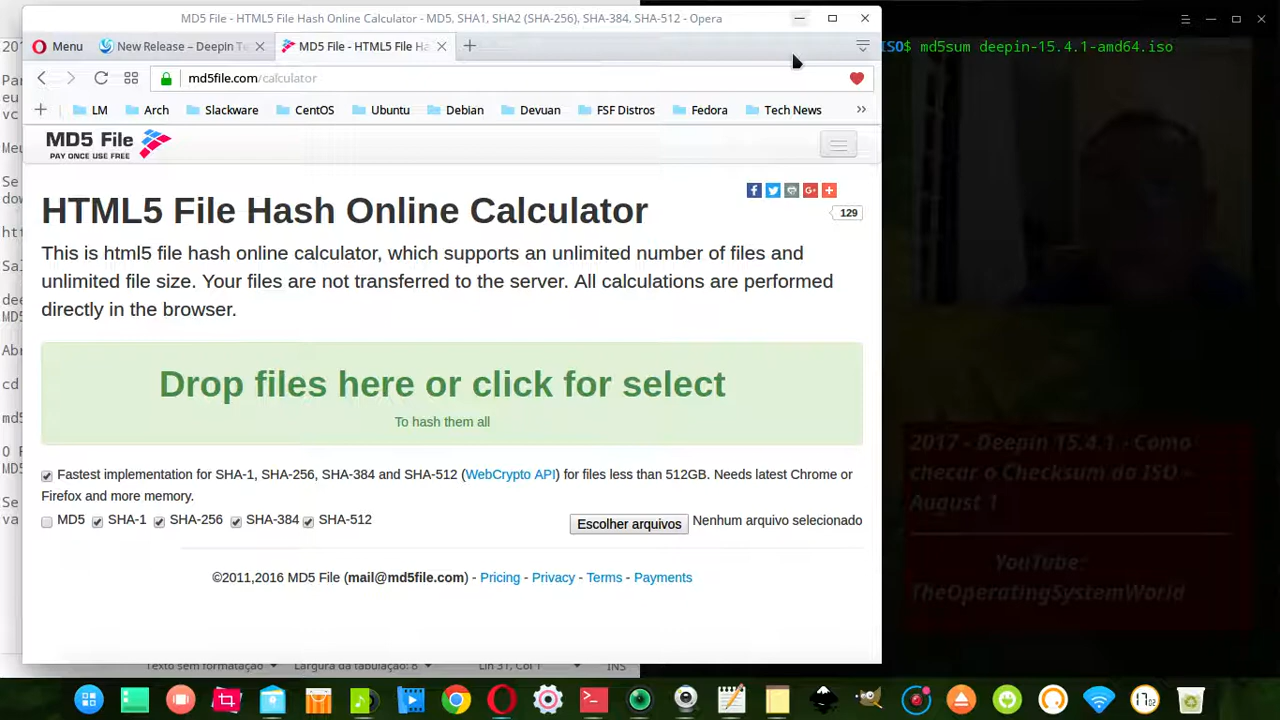 MD5 File - HTML5 File Hash Online Calculator - MD5, SHA1, SHA2 (SHA-256), SHA-384, SHA-512 - Opera
Menu
New Release – Deepin Te
MD5 File - HTML5 File Ha
ISO$ md5sum deepin-15.4.1-amd64.iso
md5file.com/calculator
LM
Arch
Slackware
CentOS
Ubuntu
Debian
Devuan
FSF Distros
Fedora
Tech News
MD5 File
PAY ONCE USE FREE
129
HTML5 File Hash Online Calculator
This is html5 file hash online calculator, which supports an unlimited number of files and
unlimited file size. Your files are not transferred to the server. All calculations are performed
directly in the browser.
Drop files here or click for select
To hash them all
Fastest implementation for SHA-1, SHA-256, SHA-384 and SHA-512 (WebCrypto API) for files less than 512GB. Needs latest Chrome or
Firefox and more memory.
MD5 SHA-1 SHA-256 SHA-384 SHA-512
Escolher arquivos Nenhum arquivo selecionado
©2011,2016 MD5 File (mail@md5file.com) - Pricing - Privacy - Terms - Payments
2017 - Deepin 15.4.1 - Como
checar o Checksum do ISO -
August 1
YouTube:
TheOperatingSystemWorld
Texto sem formatação
Largura da tabulação: 8
Lin 31, Col 1
INS